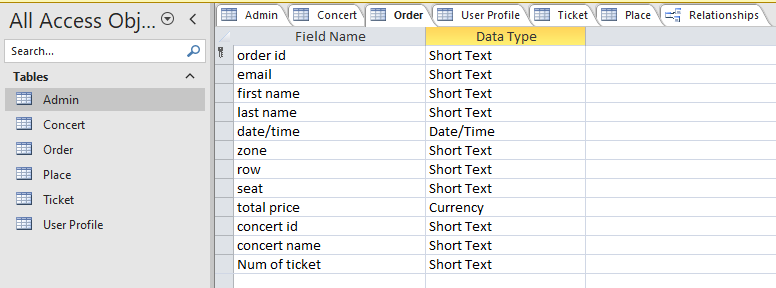 All Access Obj...
Search...
Tables
Admin
Concert
Order
Place
Ticket
User Profile
Admin Concert Order User Profile Ticket Place Relationships
Field Name Data Type
order id Short Text
email Short Text
first name Short Text
last name Short Text
date/time Date/Time
zone Short Text
row Short Text
seat Short Text
total price Currency
concert id Short Text
concert name Short Text
Num of ticket Short Text